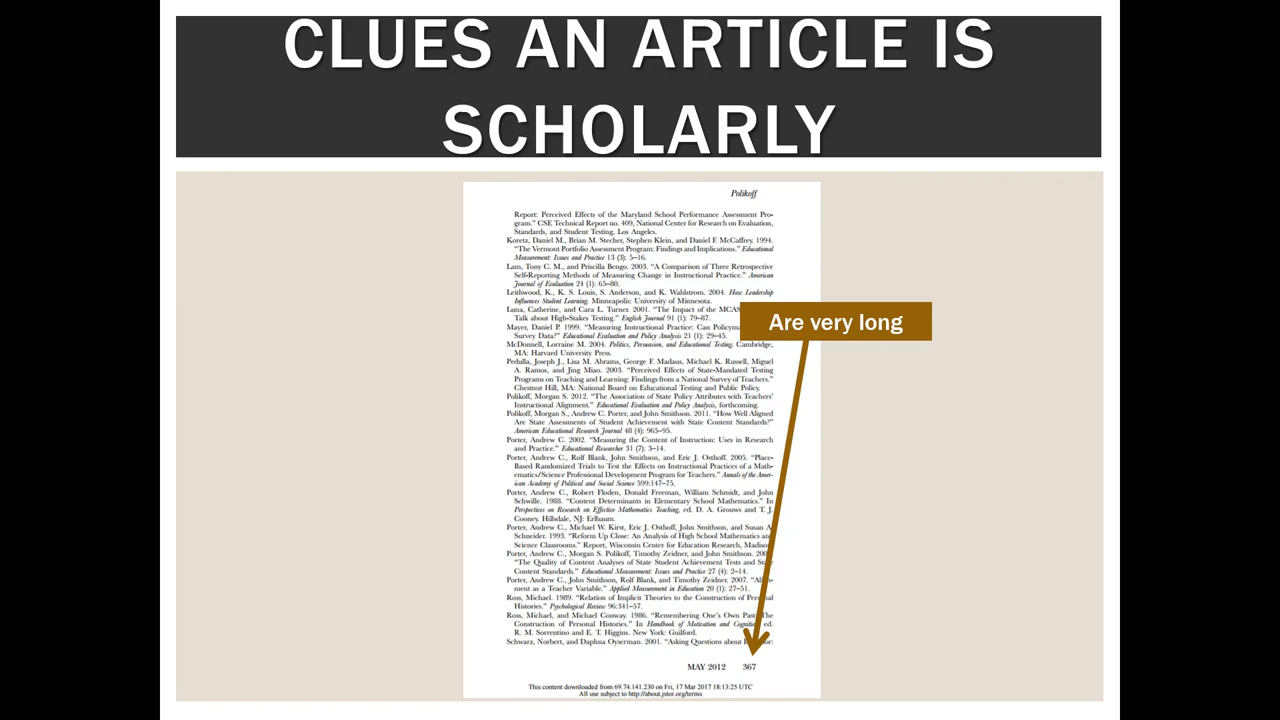 CLUES AN ARTICLE IS
SCHOLARLY
Polikoff
Report: Perceived Effects of the Maryland School Performance Assessment Pro-
gram." CSE Technical Report no. 409, National Center for Research on Evaluation,
Standards, and Student Testing, Los Angeles.
Koretz, Daniel M., Brian M. Stecher, Stephen Klein, and Daniel F. McCaffrey. 1994.
"The Vermont Portfolio Assessment Program: Findings and Implications." Educational
Measurement: Issues and Practice 13 (3): 5–16.
Lam, Tony C. M., and Priscilla Bengo. 2003. "A Comparison of Three Retrospective
Self-Reporting Methods of Measuring Change in Instructional Practice." American
Journal of Evaluation 24 (1): 65–80.
Leithwood, K., K. S. Louis, S. Anderson, and K. Wahlstrom. 2004. How Leadership
Influences Student Learning. Minneapolis: University of Minnesota.
Luna, Catherine, and Cara L. Turner. 2001. "The Impact of the MCAS
Talk about High-Stakes Testing." English Journal 91 (1): 79–87.
Are very long
Mayer, Daniel P. 1999. "Measuring Instructional Practice: Can
Survey Data?" Educational Evaluation and Policy Analysis 21 (1): 29–45.
McDonnell, Lorraine M. 2004. Politics, Persuasion, and Educational Testing. Cambridge,
MA: Harvard University Press.
Pedulla, Joseph J., Lisa M. Abrams, George F. Madaus, Michael K. Russell, Miguel
A. Ramos, and Jing Miao. 2003. "Perceived Effects of State-Mandated Testing
Programs on Teaching and Learning: Findings from a National Survey of Teachers."
Chestnut Hill, MA: National Board on Educational Testing and Public Policy.
Polikoff, Morgan S. 2012. "The Association of State Policy Attributes with Teachers'
Instructional Alignment." Educational Evaluation and Policy Analysis, forthcoming.
Polikoff, Morgan S., Andrew C. Porter, and John Smithson. 2011. "How Well Aligned
Are State Assessments of Student Achievement with State Content Standards?"
American Educational Research Journal 48 (4): 965–95.
Porter, Andrew C. 2002. "Measuring the Content of Instruction: Uses in Research
and Practice." Educational Researcher 31 (7): 3–14.
Porter, Andrew C., Rolf Blank, John Smithson, and Eric J. Osthoff. 2005. "Place-
Based Randomized Trials to Test the Effects on Instructional Practices of a Math-
ematics/Science Professional Development Program for Teachers." Annals of the Amer-
ican Academy of Political and Social Science 599:147–75.
Porter, Andrew C., Robert Floden, Donald Freeman, William Schmidt, and John
Schwille. 1988. "Content Determinants in Elementary School Mathematics." In
Perspectives on Research on Effective Mathematics Teaching, ed. D. A. Grouws and T. J.
Cooney. Hillsdale, NJ: Erlbaum.
Porter, Andrew C., Michael W. Kirst, Eric J. Osthoff, John Smithson, and Susan A.
Schneider. 1993. "Reform Up Close: An Analysis of High School Mathematics and
Science Classrooms." Report, Wisconsin Center for Education Research,
Porter, Andrew C., Morgan S. Polikoff, Timothy Zeidner, and John Smithson.
"The Quality of Content Analyses of State Student Achievement Tests and
Content Standards." Educational Measurement: Issues and Practice 27 (4): 2–14.
Porter, Andrew C., John Smithson, Rolf Blank, and Timothy Zeidner. 2007.
ment as a Teacher Variable." Applied Measurement in Education 20 (1): 27–51.
Ross, Michael. 1989. "Relation of Implicit Theories to the Construction of Personal
Histories." Psychological Review 96:341–57.
Ross, Michael, and Michael Conway. 1986. "Remembering One's Own Past: The
Construction of Personal Histories." In Handbook of Motivation and ed.
R. M. Sorrentino and E. T. Higgins. New York: Guilford.
Schwarz, Norbert, and Daphna Oyserman. 2001. "Asking Questions about
MAY 2012 367
This content downloaded from 69.74.141.230 on Fri, 17 Mar 2017 18:13:25 UTC
All use subject to http://about.jstor.org/terms